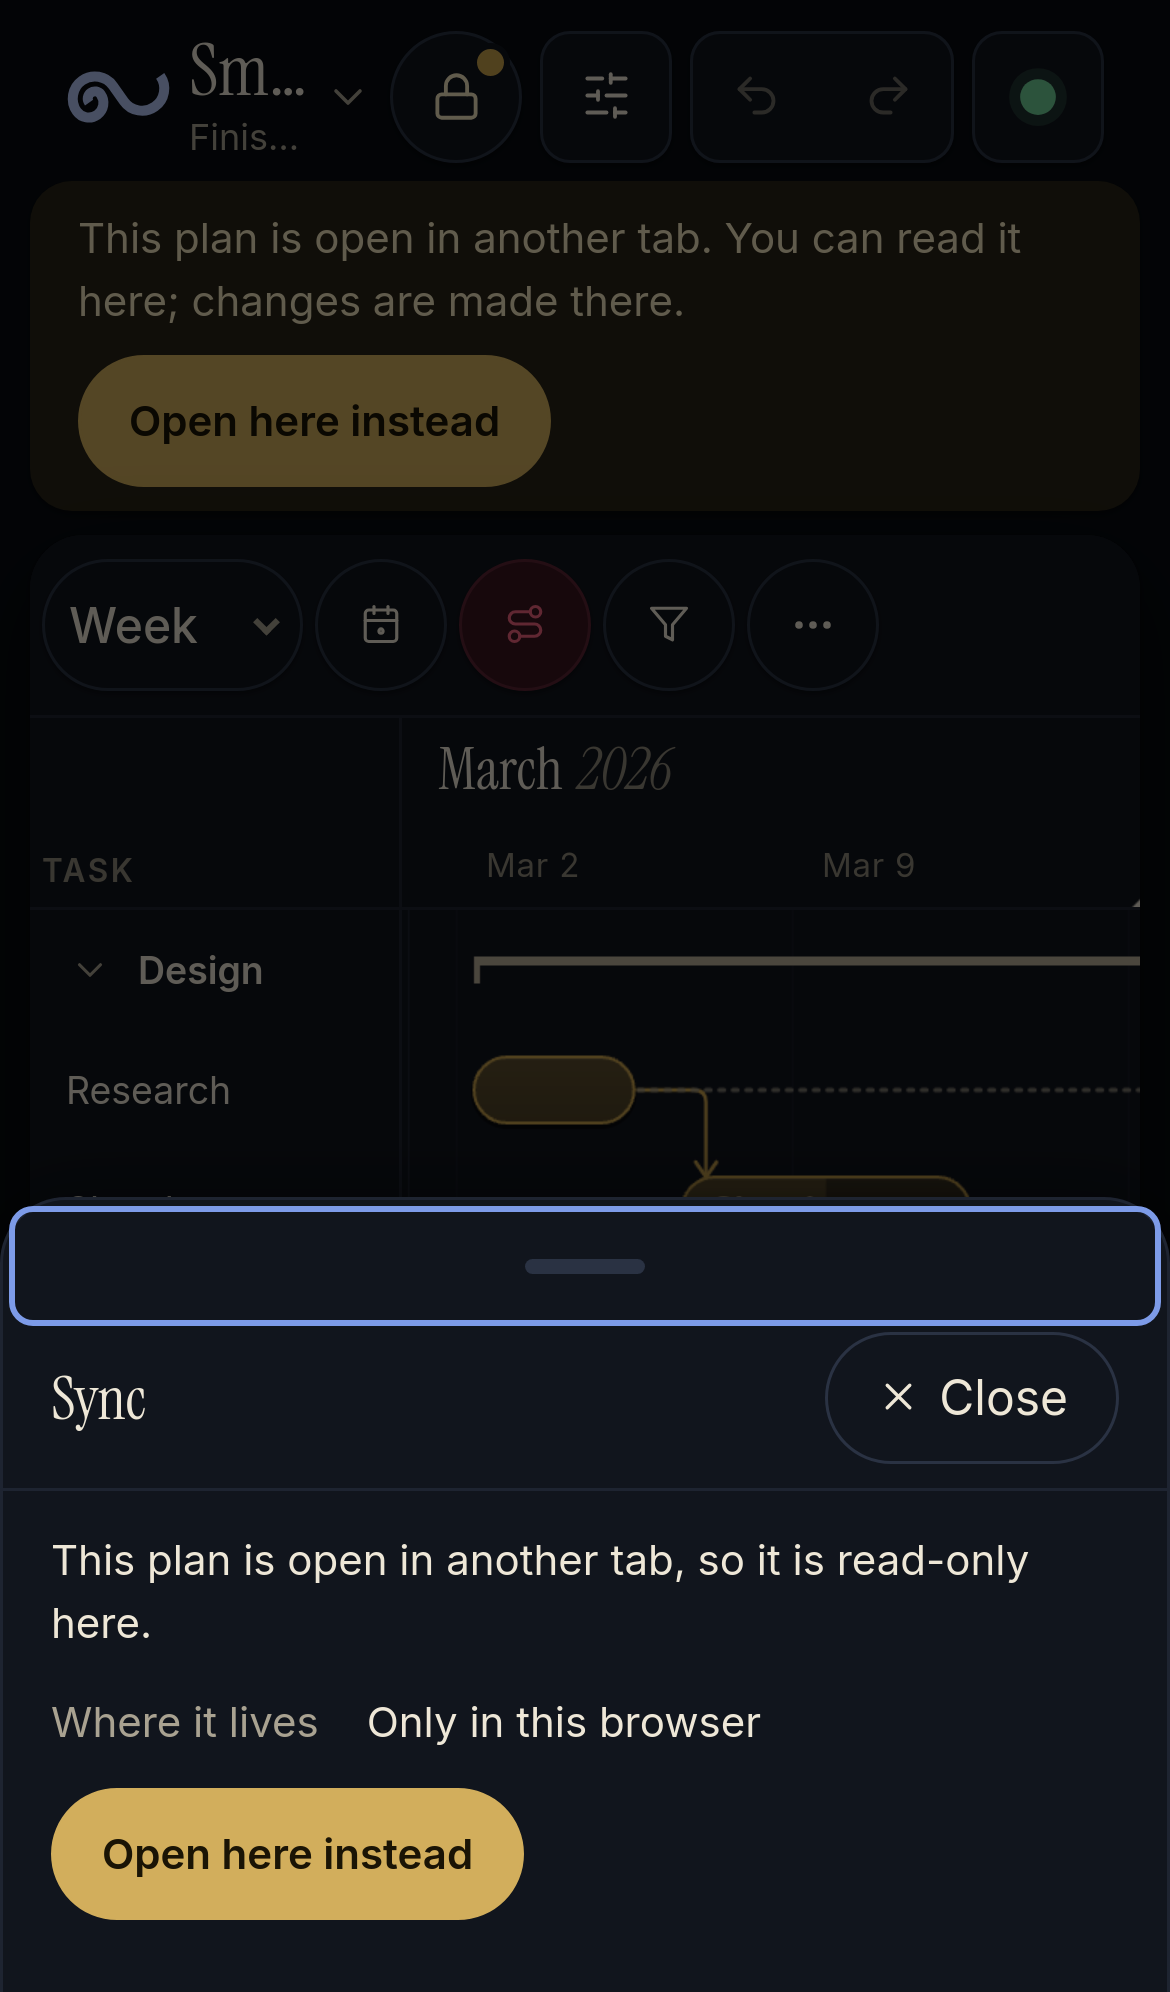 Sm...
Finis...
This plan is open in another tab. You can read it
here; changes are made there.
Open here instead
Week
March 2026
TASK
Mar 2
Mar 9
Design
Research
Sync
Close
This plan is open in another tab, so it is read-only
here.
Where it lives Only in this browser
Open here instead